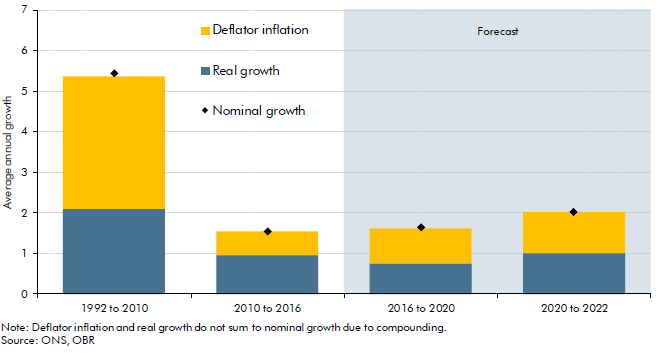 7
6
5
4
3
2
1
0
Average annual growth
Deflator inflation
Real growth
Nominal growth
Forecast
1992 to 2010
2010 to 2016
2016 to 2020
2020 to 2022
Note: Deflator inflation and real growth do not sum to nominal growth due to compounding.
Source: ONS, OBR